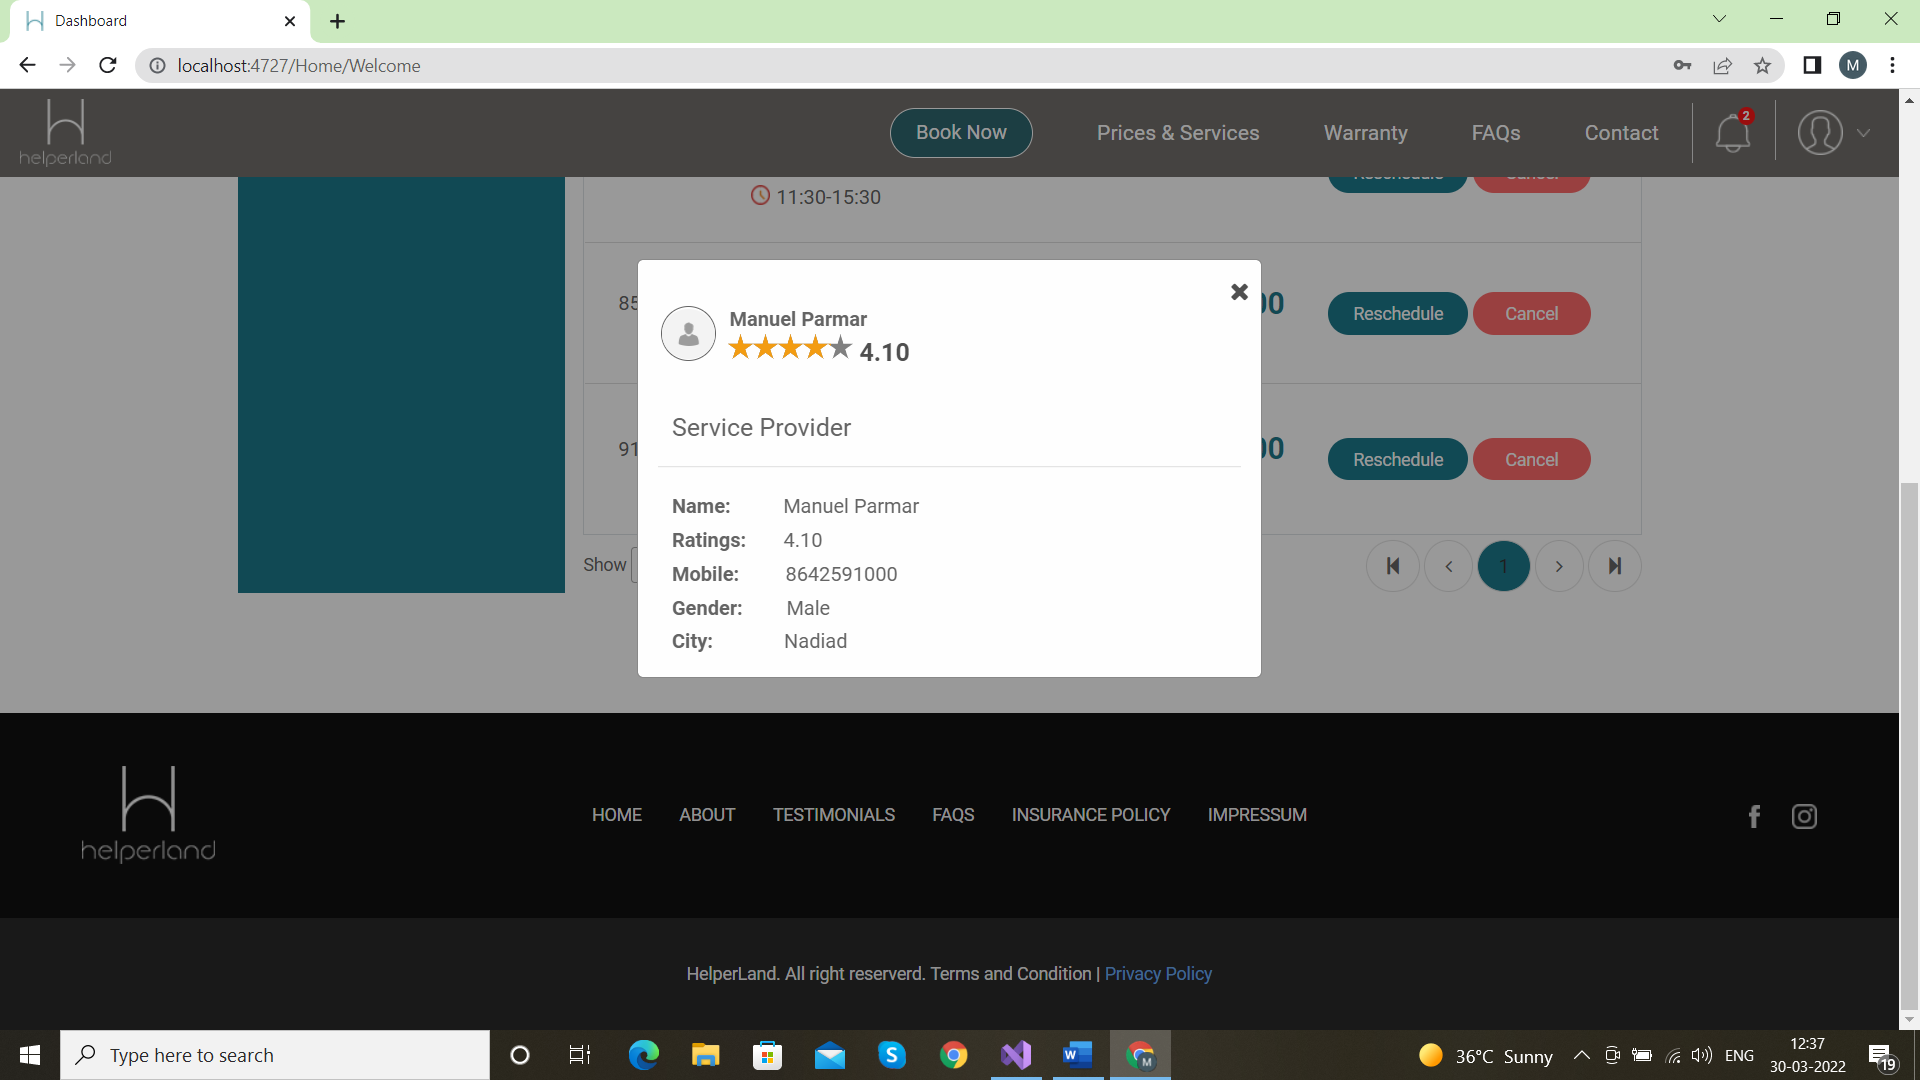 Dashboard
localhost:4727/Home/Welcome
M
helperland
Book Now
Prices & Services
Warranty
FAQs
Contact
2
11:30-15:30
Reschedule Cancel
Manuel Parmar
4.10
Service Provider
Name: Manuel Parmar
Ratings: 4.10
Mobile: 8642591000
Gender: Male
City: Nadiad
85
00
Reschedule Cancel
91
00
Reschedule Cancel
Show
1
helperland
HOME ABOUT TESTIMONIALS FAQS INSURANCE POLICY IMPRESSUM
HelperLand. All right reserverd. Terms and Condition | Privacy Policy
Type here to search
36°C Sunny
ENG
12:37
30-03-2022
19